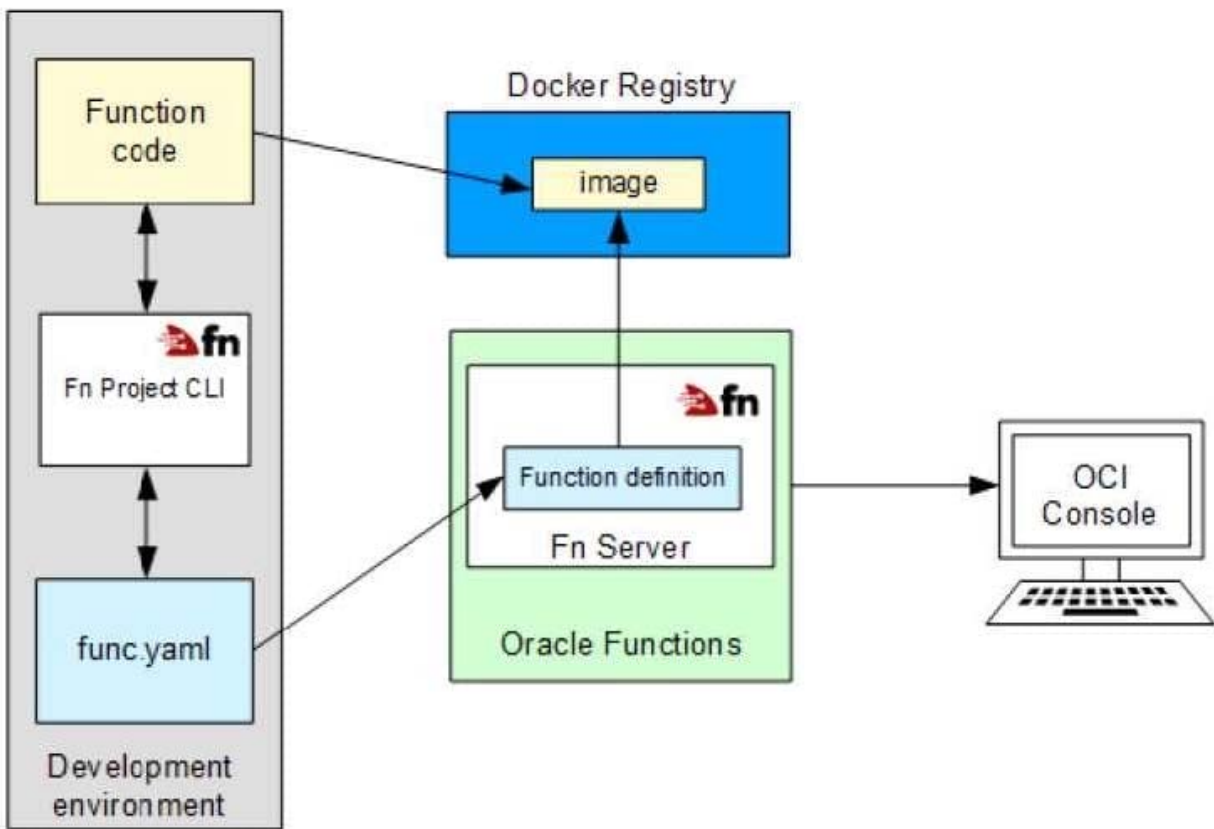 Function
code
fn
Fn Project CLI
func.yaml
Development
environment
Docker Registry
image
fn
Function definition
Fn Server
Oracle Functions
OCI
Console